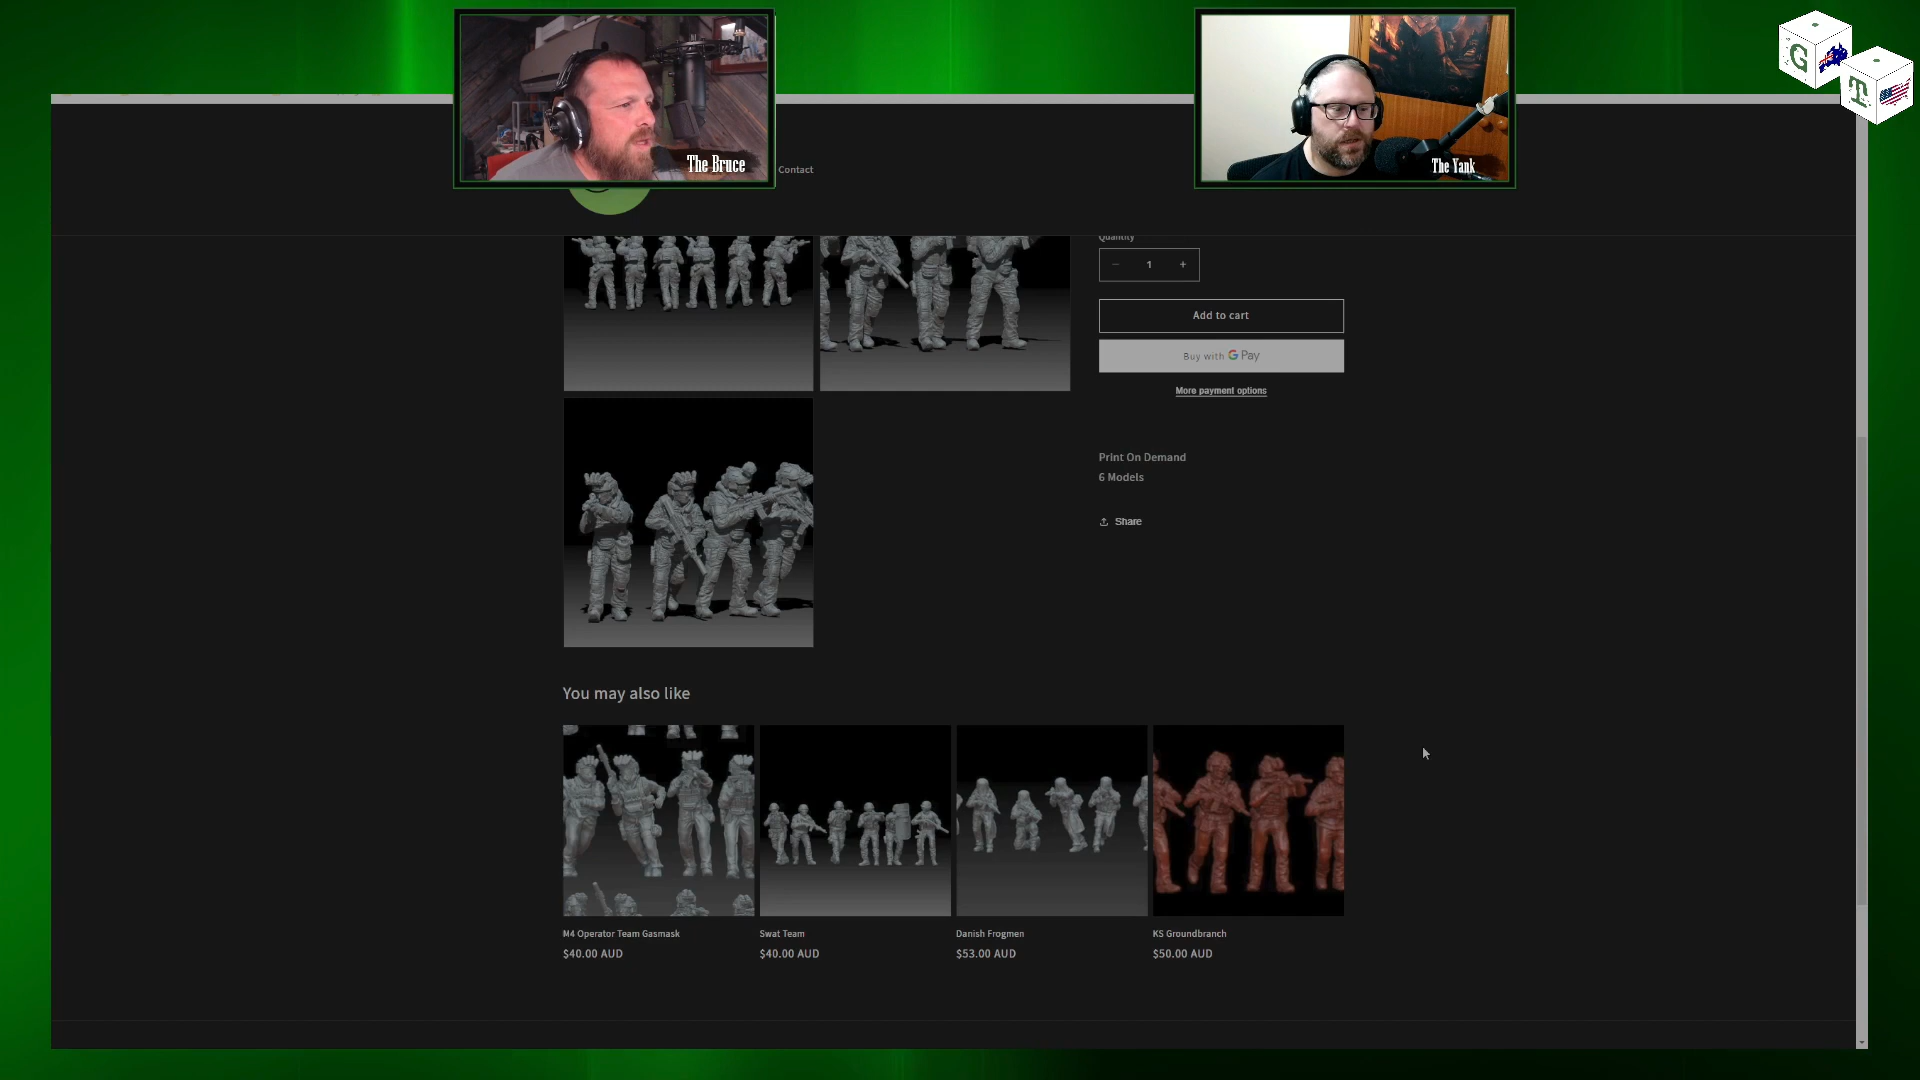 The Bruce
The Yank
G
T
Contact
Quantity
1
Add to cart
Buy with G Pay
More payment options
Print On Demand
6 Models
Share
You may also like
M4 Operator Team Gasmask
$40.00 AUD
Swat Team
$40.00 AUD
Danish Frogmen
$53.00 AUD
KS Groundbranch
$50.00 AUD